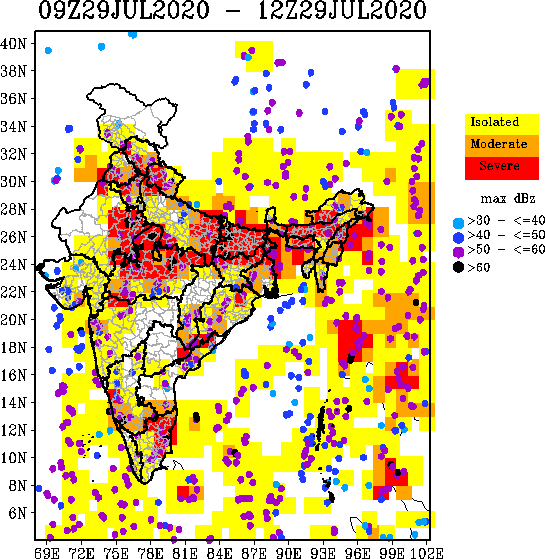 09Z29JUL2020 - 12Z29JUL2020
40N
38N
36N
34N
32N
30N
28N
26N
24N
22N
20N
18N
16N
14N
12N
10N
8N
6N
69E 72E 75E 78E 81E 84E 87E 90E 93E 96E 99E 102E
Isolated
Moderate
Severe
max dBz
>30 - <=40
>40 - <=50
>50 - <=60
>60